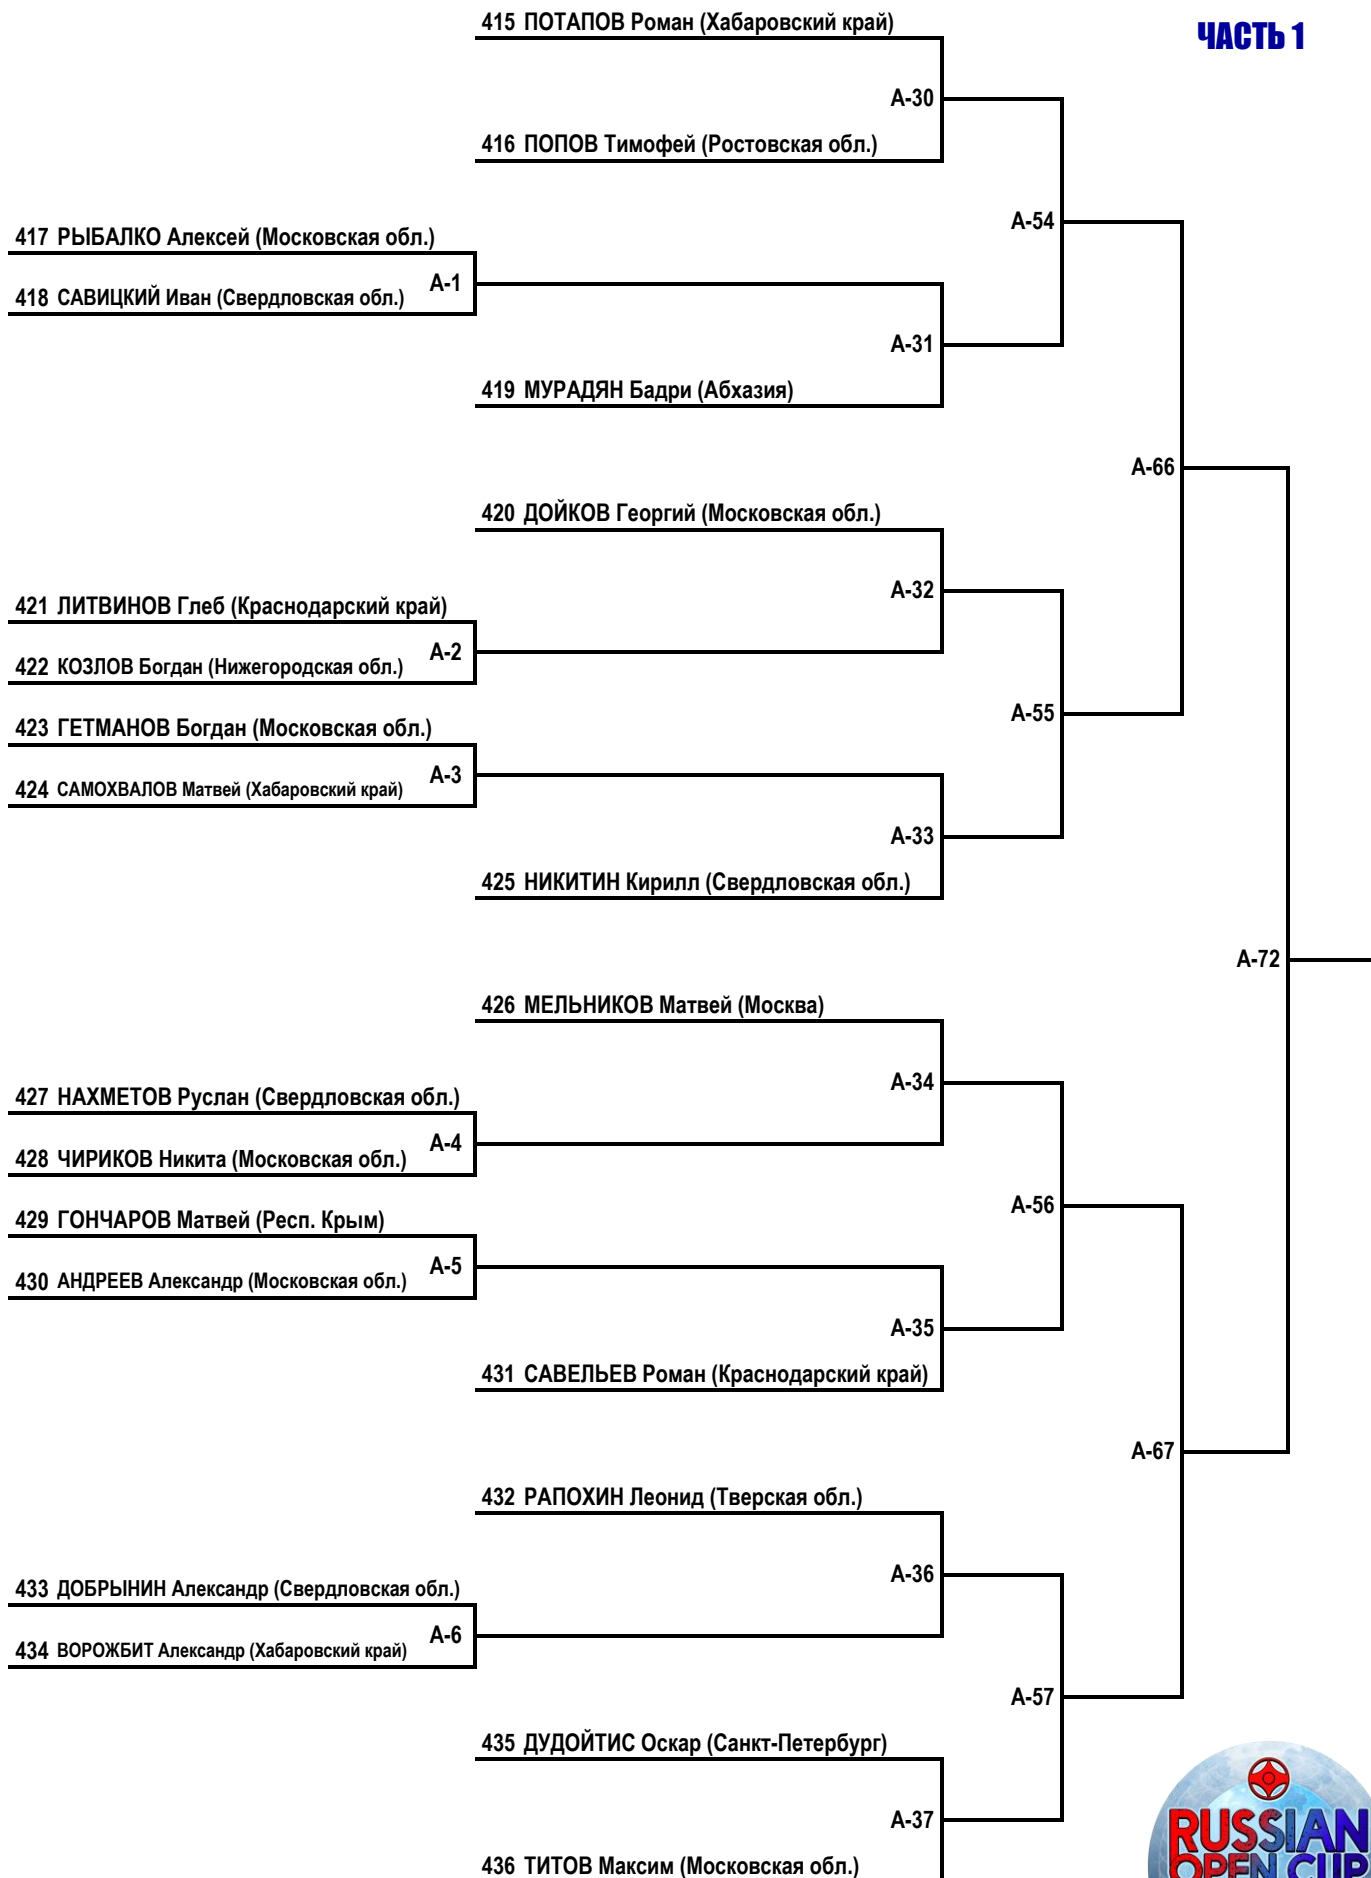 415 ПОТАПОВ Роман (Хабаровский край)
ЧАСТЬ 1
А-30
416 ПОПОВ Тимофей (Ростовская обл.)
А-54
417 РЫБАЛКО Алексей (Московская обл.)
А-1
418 САВИЦКИЙ Иван (Свердловская обл.)
А-31
419 МУРАДЯН Бадри (Абхазия)
А-66
420 ДОЙКОВ Георгий (Московская обл.)
А-32
421 ЛИТВИНОВ Глеб (Краснодарский край)
А-2
422 КОЗЛОВ Богдан (Нижегородская обл.)
А-55
423 ГЕТМАНОВ Богдан (Московская обл.)
А-3
424 САМОХВАЛОВ Матвей (Хабаровский край)
А-33
425 НИКИТИН Кирилл (Свердловская обл.)
А-72
426 МЕЛЬНИКОВ Матвей (Москва)
А-34
427 НАХМЕТОВ Руслан (Свердловская обл.)
А-4
428 ЧИРИКОВ Никита (Московская обл.)
А-56
429 ГОНЧАРОВ Матвей (Респ. Крым)
А-5
430 АНДРЕЕВ Александр (Московская обл.)
А-35
431 САВЕЛЬЕВ Роман (Краснодарский край)
А-67
432 РАПОХИН Леонид (Тверская обл.)
А-36
433 ДОБРЫНИН Александр (Свердловская обл.)
А-6
434 ВОРОЖБИТ Александр (Хабаровский край)
А-57
435 ДУДОЙТИС Оскар (Санкт-Петербург)
А-37
436 ТИТОВ Максим (Московская обл.)
RUSSIAN
OPEN CUP